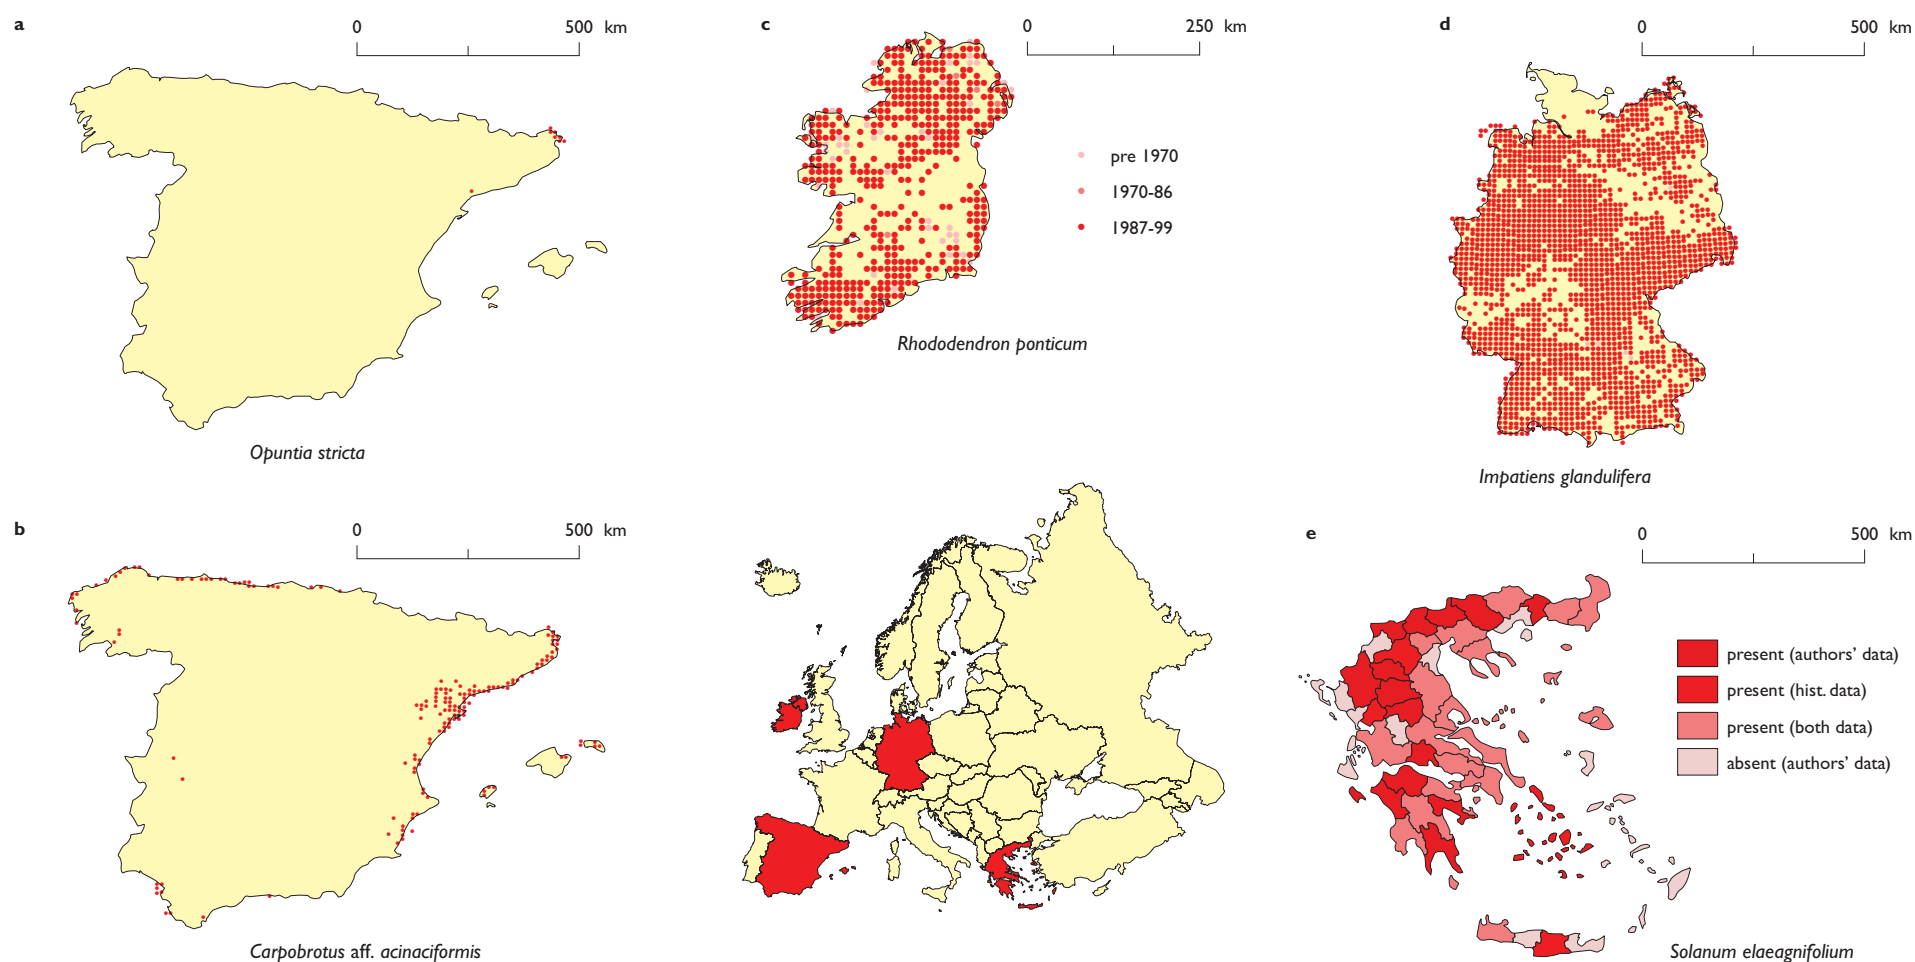 a
0 500 km
Opuntia stricta
b
0 500 km
Carpobrotus aff. acinaciformis
c
0 250 km
pre 1970
1970-86
1987-99
Rhododendron ponticum
d
0 500 km
Impatiens glandulifera
e
0 500 km
present (authors’ data)
present (hist. data)
present (both data)
absent (authors’ data)
Solanum elaeagnifolium